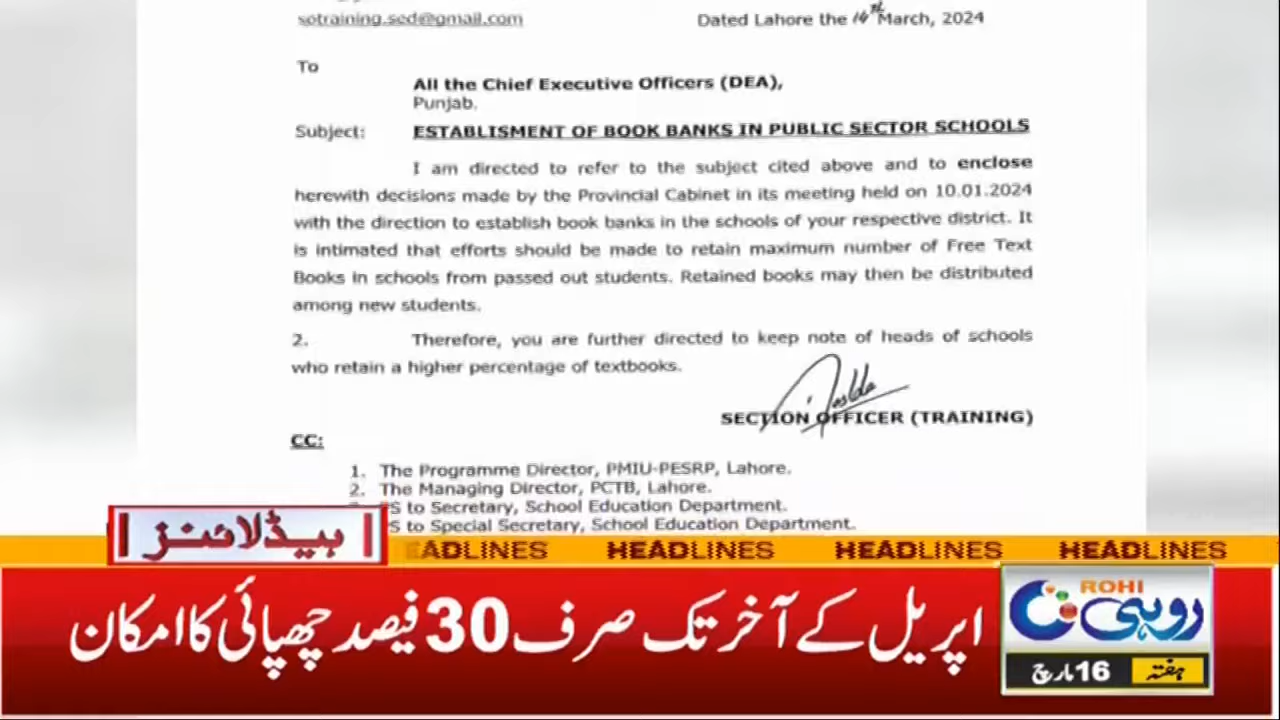 sotraining.sed@gmail.com
Dated Lahore the 14th March, 2024
To
All the Chief Executive Officers (DEA),
Punjab.
Subject: ESTABLISMENT OF BOOK BANKS IN PUBLIC SECTOR SCHOOLS
I am directed to refer to the subject cited above and to enclose
herewith decisions made by the Provincial Cabinet in its meeting held on 10.01.2024
with the direction to establish book banks in the schools of your respective district. It
is intimated that efforts should be made to retain maximum number of Free Text
Books in schools from passed out students. Retained books may then be distributed
among new students.
2. Therefore, you are further directed to keep note of heads of schools
who retain a higher percentage of textbooks.
SECTION OFFICER (TRAINING)
CC:
1. The Programme Director, PMIU-PESRP, Lahore.
2. The Managing Director, PCTB, Lahore.
PS to Secretary, School Education Department.
PS to Special Secretary, School Education Department.
ہیڈلائنز
EADLINES HEADLINES HEADLINES HEADLINES
اپریل کے آخر تک صرف 30 فیصد چھپائی کا امکان
ROHI
روہی
ہفتہ 16 مارچ